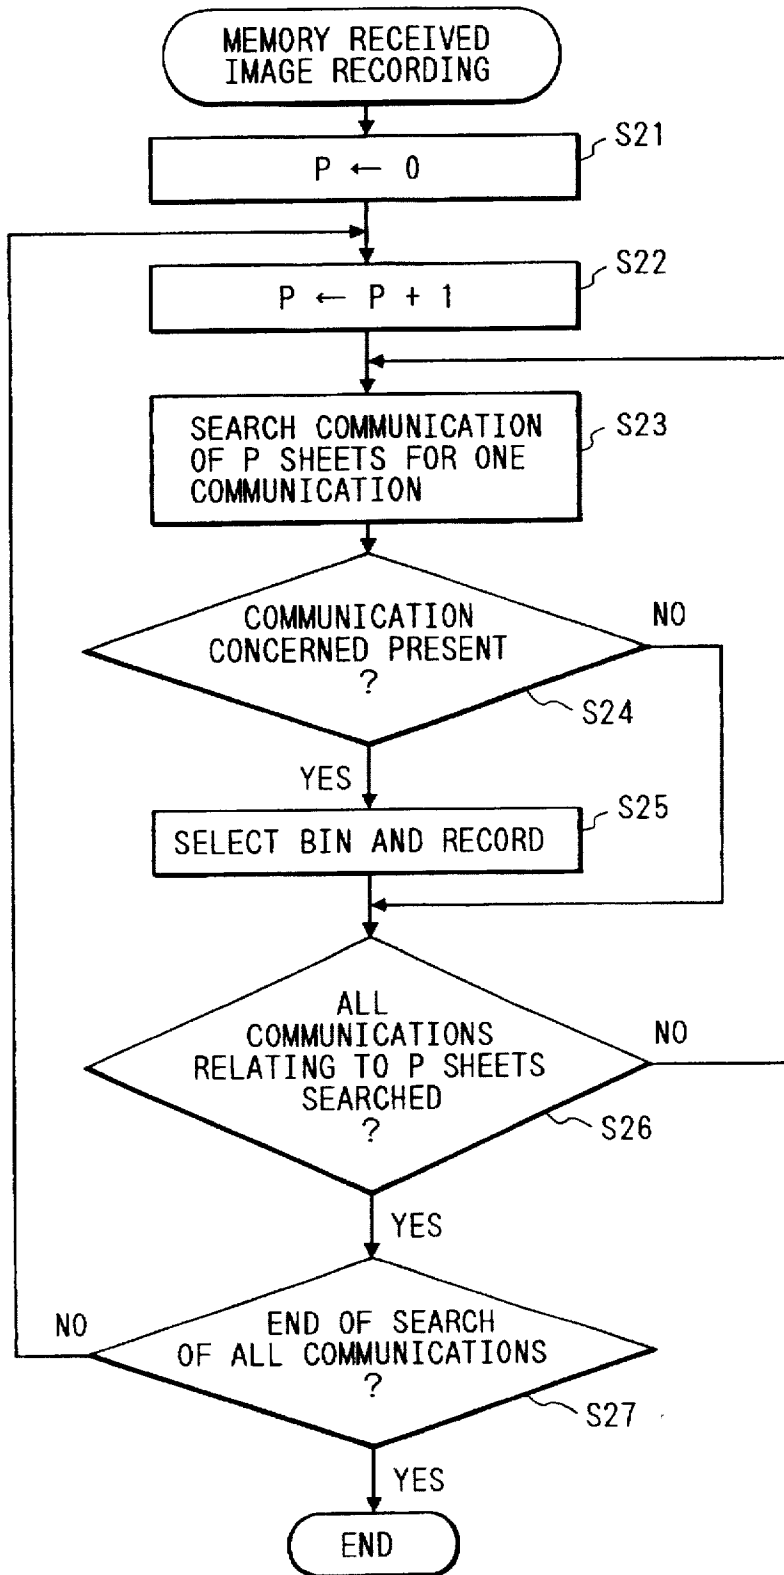 MEMORY RECEIVED
IMAGE RECORDING
S21
P ← 0
S22
P ← P + 1
S23
SEARCH COMMUNICATION
OF P SHEETS FOR ONE
COMMUNICATION
COMMUNICATION
CONCERNED PRESENT
?
NO
S24
YES
S25
SELECT BIN AND RECORD
ALL
COMMUNICATIONS
RELATING TO P SHEETS
SEARCHED
?
NO
S26
YES
END OF SEARCH
OF ALL COMMUNICATIONS
?
NO
S27
YES
END